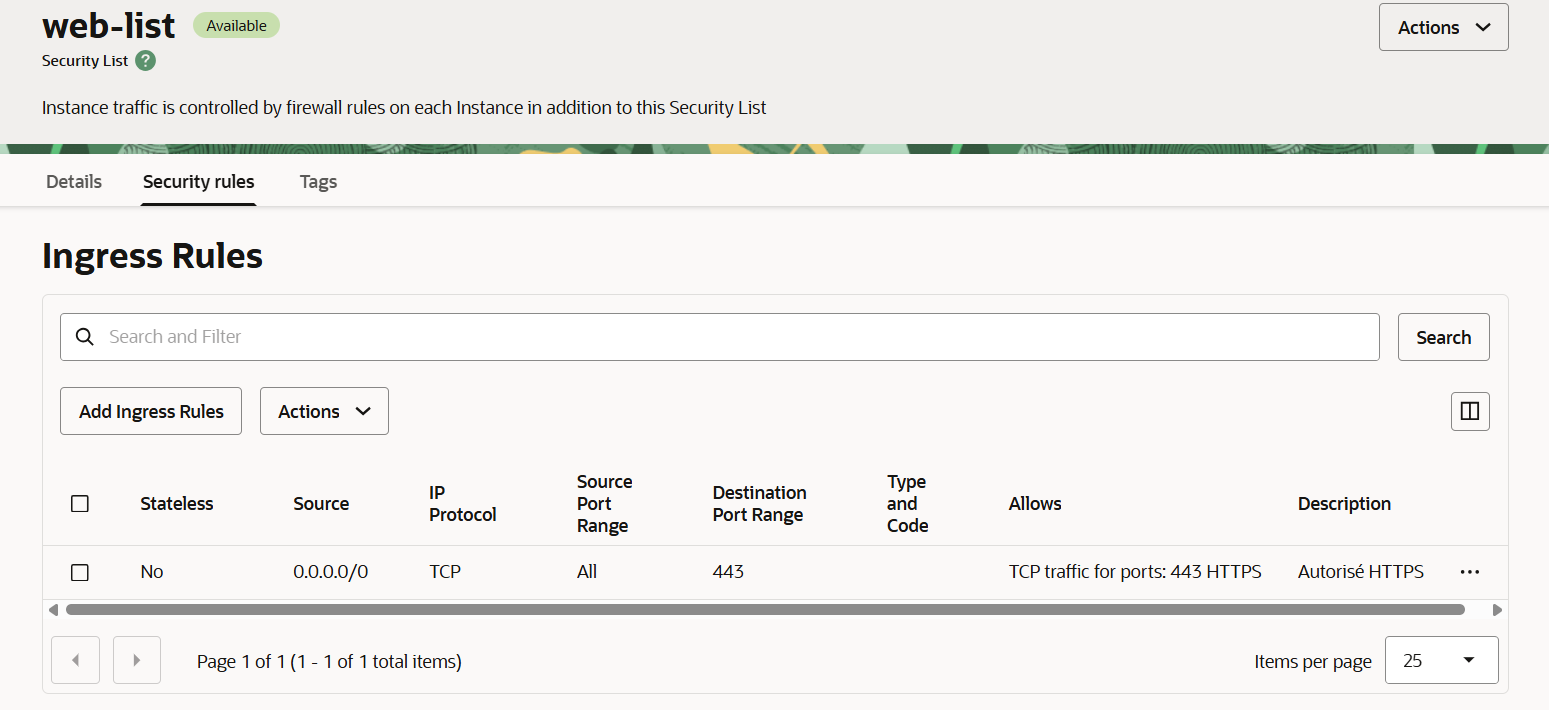 web-list Available
Actions
Security List ?
Instance traffic is controlled by firewall rules on each Instance in addition to this Security List
Details Security rules Tags
Ingress Rules
Search and Filter
Search
Add Ingress Rules Actions
Stateless Source IP Protocol Source Port Range Destination Port Range Type and Code Allows Description
No 0.0.0.0/0 TCP All 443 TCP traffic for ports: 443 HTTPS Autorisé HTTPS
Page 1 of 1 (1 - 1 of 1 total items) Items per page 25